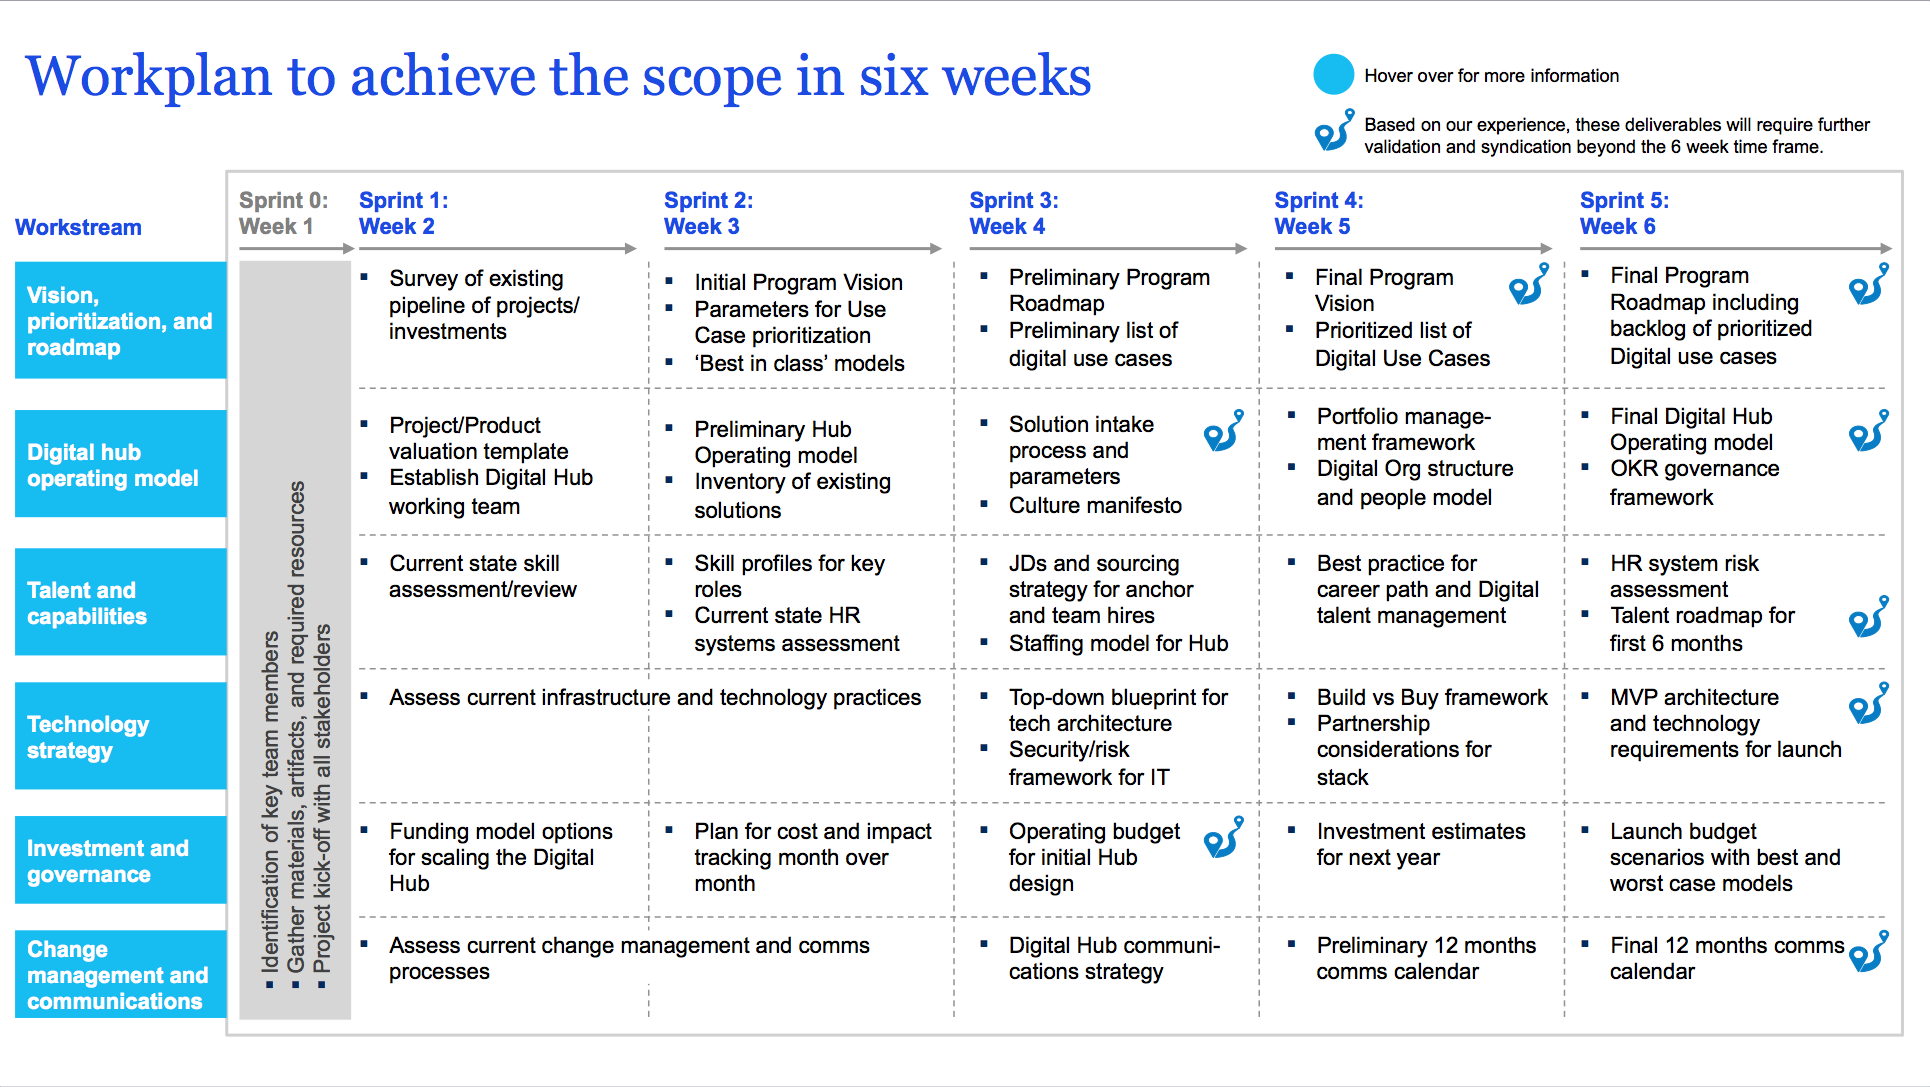 Workplan to achieve the scope in six weeks
Hover over for more information
Based on our experience, these deliverables will require further
validation and syndication beyond the 6 week time frame.
Workstream
Sprint 0:
Week 1
Sprint 1:
Week 2
Sprint 2:
Week 3
Sprint 3:
Week 4
Sprint 4:
Week 5
Sprint 5:
Week 6
▪ Identification of key team members
▪ Gather materials, artifacts, and required resources
▪ Project kick-off with all stakeholders
Vision,
prioritization, and
roadmap
▪ Survey of existing
pipeline of projects/
investments
▪ Initial Program Vision
▪ Parameters for Use
Case prioritization
▪ ‘Best in class’ models
▪ Preliminary Program
Roadmap
▪ Preliminary list of
digital use cases
▪ Final Program
Vision
▪ Prioritized list of
Digital Use Cases
▪ Final Program
Roadmap including
backlog of prioritized
Digital use cases
Digital hub
operating model
▪ Project/Product
valuation template
▪ Establish Digital Hub
working team
▪ Preliminary Hub
Operating model
▪ Inventory of existing
solutions
▪ Solution intake
process and
parameters
▪ Culture manifesto
▪ Portfolio manage-
ment framework
▪ Digital Org structure
and people model
▪ Final Digital Hub
Operating model
▪ OKR governance
framework
Talent and
capabilities
▪ Current state skill
assessment/review
▪ Skill profiles for key
roles
▪ Current state HR
systems assessment
▪ JDs and sourcing
strategy for anchor
and team hires
▪ Staffing model for Hub
▪ Best practice for
career path and Digital
talent management
▪ HR system risk
assessment
▪ Talent roadmap for
first 6 months
Technology
strategy
▪ Assess current infrastructure and technology practices
▪ Top-down blueprint for
tech architecture
▪ Security/risk
framework for IT
▪ Build vs Buy framework
▪ Partnership
considerations for
stack
▪ MVP architecture
and technology
requirements for launch
Investment and
governance
▪ Funding model options
for scaling the Digital
Hub
▪ Plan for cost and impact
tracking month over
month
▪ Operating budget
for initial Hub
design
▪ Investment estimates
for next year
▪ Launch budget
scenarios with best and
worst case models
Change
management and
communications
▪ Assess current change management and comms
processes
▪ Digital Hub communi-
cations strategy
▪ Preliminary 12 months
comms calendar
▪ Final 12 months comms
calendar